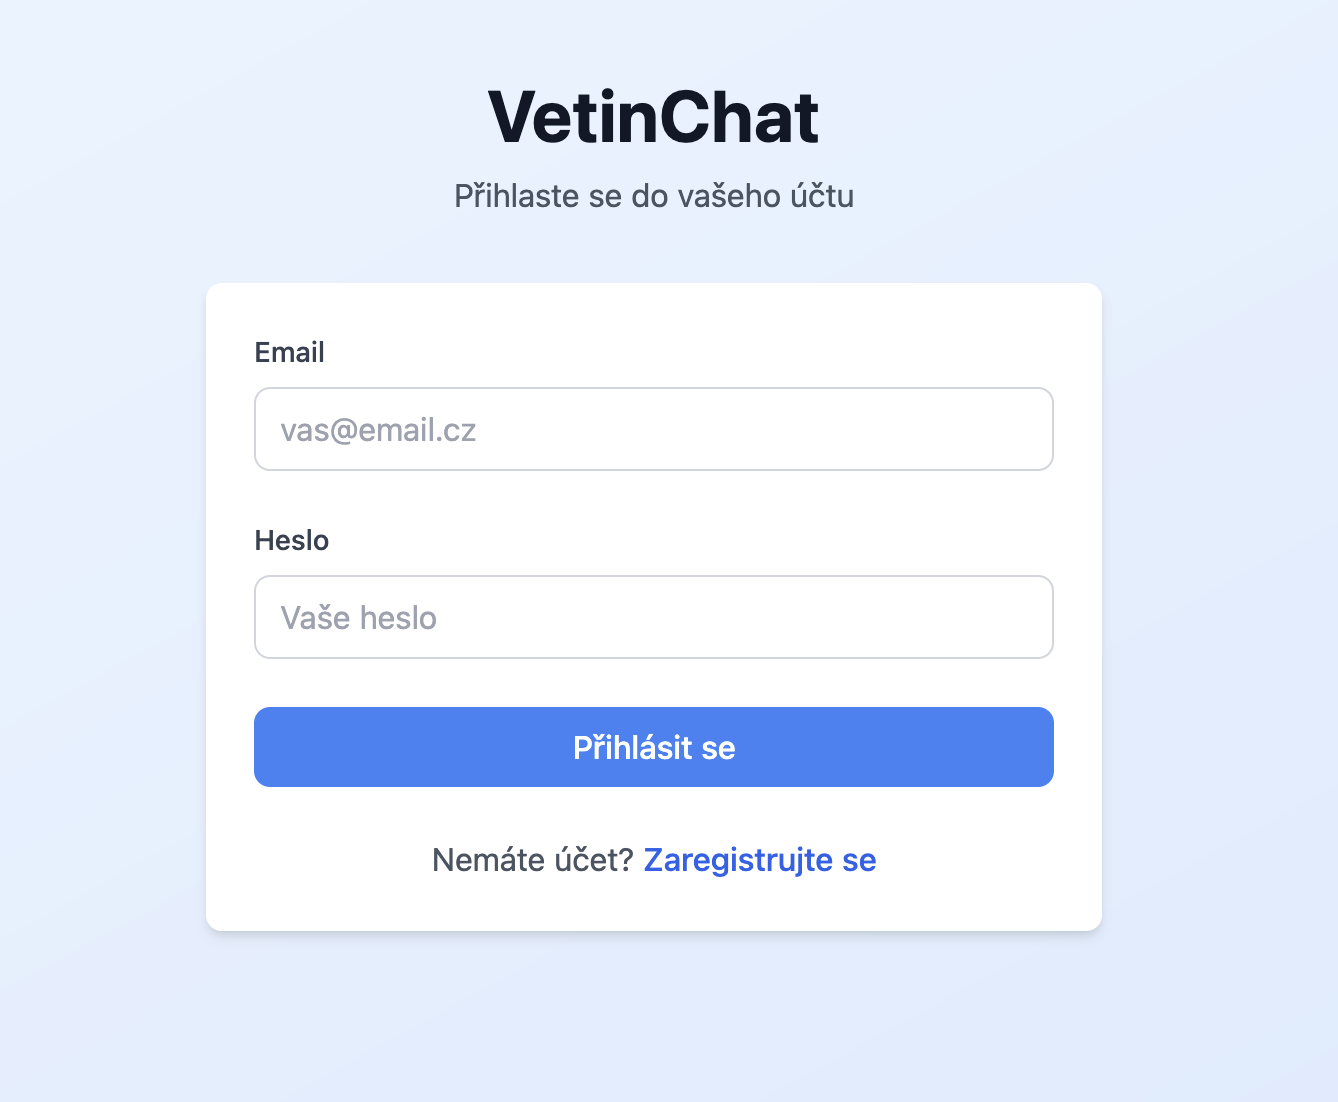 VetinChat
Přihlaste se do vašeho účtu
Email
vas@email.cz
Heslo
Vaše heslo
Přihlásit se
Nemáte účet? Zaregistrujte se